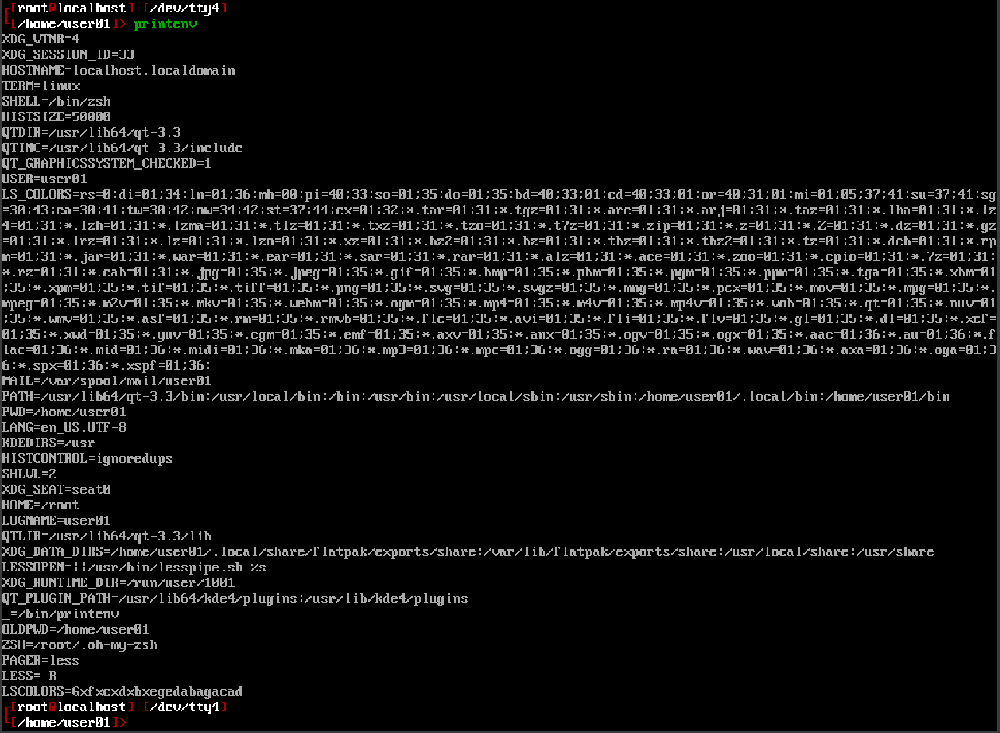 ┌[root@localhost] [/dev/tty4]
└[/home/user01]> printenv
XDG_VTNR=4
XDG_SESSION_ID=33
HOSTNAME=localhost.localdomain
TERM=linux
SHELL=/bin/zsh
HISTSIZE=50000
QTDIR=/usr/lib64/qt-3.3
QTINC=/usr/lib64/qt-3.3/include
QT_GRAPHICSSYSTEM_CHECKED=1
USER=user01
LS_COLORS=rs=0:di=01;34:ln=01;36:mh=00:pi=40;33:so=01;35:do=01;35:bd=40;33;01:cd=40;33;01:or=40;31;01:mi=01;05;37;41:su=37;41:sg
=30;43:ca=30;41:tw=30;42:ow=34;42:st=37;44:ex=01;32:*.tar=01;31:*.tgz=01;31:*.arc=01;31:*.arj=01;31:*.taz=01;31:*.lha=01;31:*.lz
4=01;31:*.lzh=01;31:*.lzma=01;31:*.tlz=01;31:*.txz=01;31:*.tzo=01;31:*.t7z=01;31:*.zip=01;31:*.z=01;31:*.Z=01;31:*.dz=01;31:*.gz
=01;31:*.lrz=01;31:*.lz=01;31:*.lzo=01;31:*.xz=01;31:*.bz2=01;31:*.bz=01;31:*.tbz=01;31:*.tbz2=01;31:*.tz=01;31:*.deb=01;31:*.rp
m=01;31:*.jar=01;31:*.war=01;31:*.ear=01;31:*.sar=01;31:*.rar=01;31:*.alz=01;31:*.ace=01;31:*.zoo=01;31:*.cpio=01;31:*.7z=01;31:
*.rz=01;31:*.cab=01;31:*.jpg=01;35:*.jpeg=01;35:*.gif=01;35:*.bmp=01;35:*.pbm=01;35:*.pgm=01;35:*.ppm=01;35:*.tga=01;35:*.xbm=01
;35:*.xpm=01;35:*.tif=01;35:*.tiff=01;35:*.png=01;35:*.svg=01;35:*.svgz=01;35:*.mng=01;35:*.pcx=01;35:*.mov=01;35:*.mpg=01;35:*.
mpeg=01;35:*.m2v=01;35:*.mkv=01;35:*.webm=01;35:*.ogm=01;35:*.mp4=01;35:*.m4v=01;35:*.mp4v=01;35:*.vob=01;35:*.qt=01;35:*.nuv=01
;35:*.wmv=01;35:*.asf=01;35:*.rm=01;35:*.rmvb=01;35:*.flc=01;35:*.avi=01;35:*.fli=01;35:*.flv=01;35:*.gl=01;35:*.dl=01;35:*.xcf=
01;35:*.xwd=01;35:*.yuv=01;35:*.cgm=01;35:*.emf=01;35:*.axv=01;35:*.anx=01;35:*.ogv=01;35:*.ogx=01;35:*.aac=01;36:*.au=01;36:*.f
lac=01;36:*.mid=01;36:*.midi=01;36:*.mka=01;36:*.mp3=01;36:*.mpc=01;36:*.ogg=01;36:*.ra=01;36:*.wav=01;36:*.axa=01;36:*.oga=01;3
6:*.spx=01;36:*.xspf=01;36:
MAIL=/var/spool/mail/user01
PATH=/usr/lib64/qt-3.3/bin:/usr/local/bin:/bin:/usr/bin:/usr/local/sbin:/usr/sbin:/home/user01/.local/bin:/home/user01/bin
PWD=/home/user01
LANG=en_US.UTF-8
KDEDIRS=/usr
HISTCONTROL=ignoredups
SHLVL=2
XDG_SEAT=seat0
HOME=/root
LOGNAME=user01
QTLIB=/usr/lib64/qt-3.3/lib
XDG_DATA_DIRS=/home/user01/.local/share/flatpak/exports/share:/var/lib/flatpak/exports/share:/usr/local/share:/usr/share
LESSOPEN=||/usr/bin/lesspipe.sh %s
XDG_RUNTIME_DIR=/run/user/1001
QT_PLUGIN_PATH=/usr/lib64/kde4/plugins:/usr/lib/kde4/plugins
_=/bin/printenv
OLDPWD=/home/user01
ZSH=/root/.oh-my-zsh
PAGER=less
LESS=-R
LSCOLORS=Gxfxcxdxbxegedabagacad
┌[root@localhost] [/dev/tty4]
└[/home/user01]>